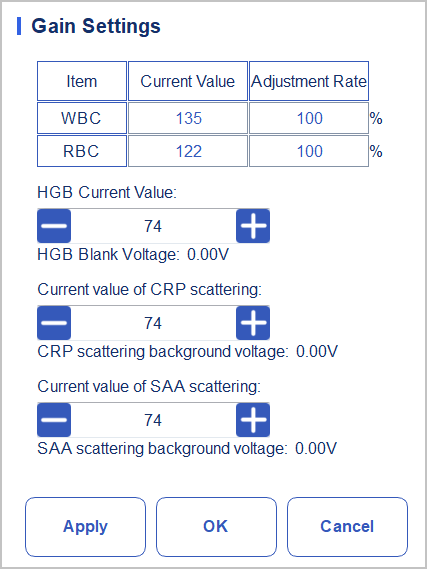 Gain Settings
Item Current Value Adjustment Rate
WBC 135 100 %
RBC 122 100 %
HGB Current Value:
74
HGB Blank Voltage: 0.00V
Current value of CRP scattering:
74
CRP scattering background voltage: 0.00V
Current value of SAA scattering:
74
SAA scattering background voltage: 0.00V
Apply OK Cancel